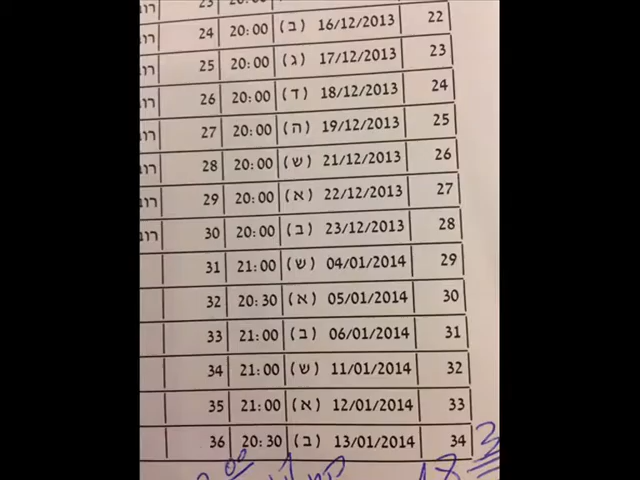 23 20:00
22 16/12/2013 (ב) 20:00 24
23 17/12/2013 (ג) 20:00 25
24 18/12/2013 (ד) 20:00 26
25 19/12/2013 (ה) 20:00 27
26 21/12/2013 (ש) 20:00 28
27 22/12/2013 (א) 20:00 29
28 23/12/2013 (ב) 20:00 30
29 04/01/2014 (ש) 21:00 31
30 05/01/2014 (א) 20:30 32
31 06/01/2014 (ב) 21:00 33
32 11/01/2014 (ש) 21:00 34
33 12/01/2014 (א) 21:00 35
34 13/01/2014 (ב) 20:30 36